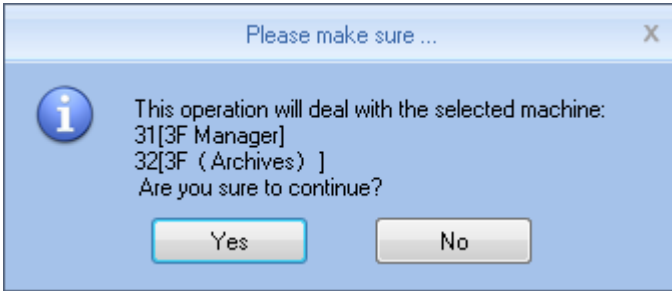 Please make sure ...
X
This operation will deal with the selected machine:
31[3F Manager]
32[3F（Archives）]
Are you sure to continue?
Yes
No